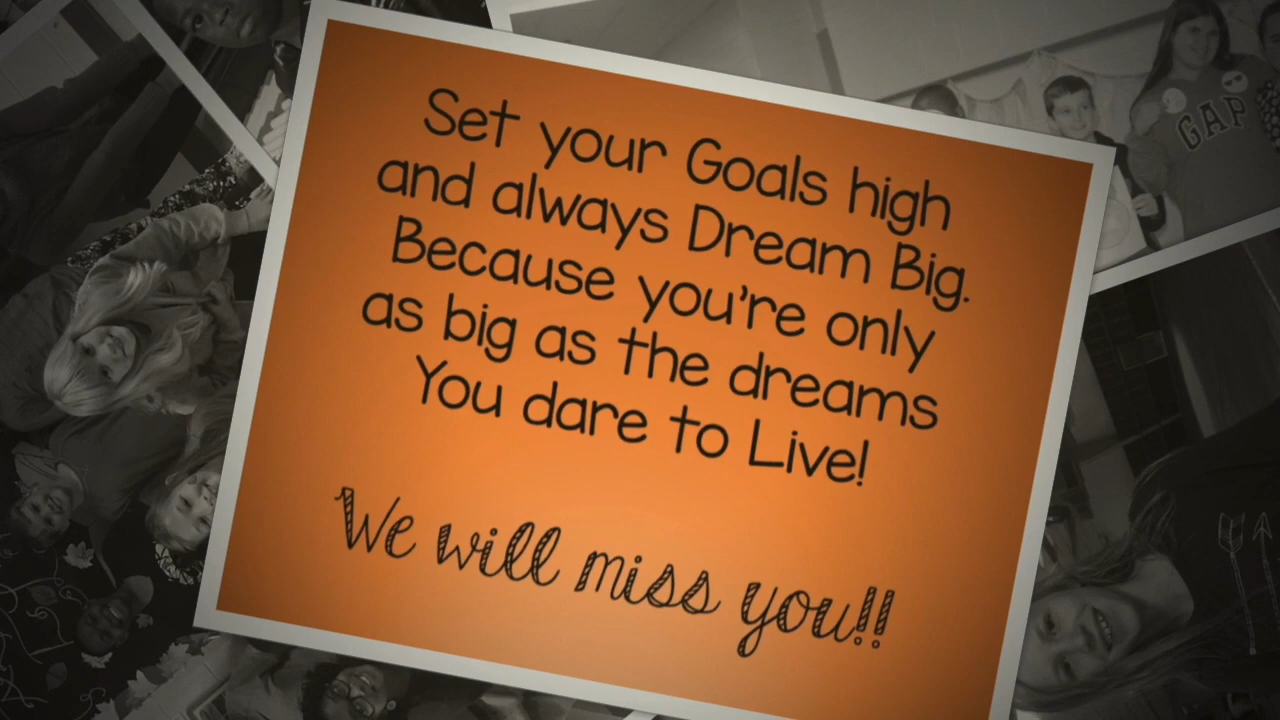 Set your Goals high
and always Dream Big.
Because you're only
as big as the dreams
You dare to Live!
We will miss you!!
GAP